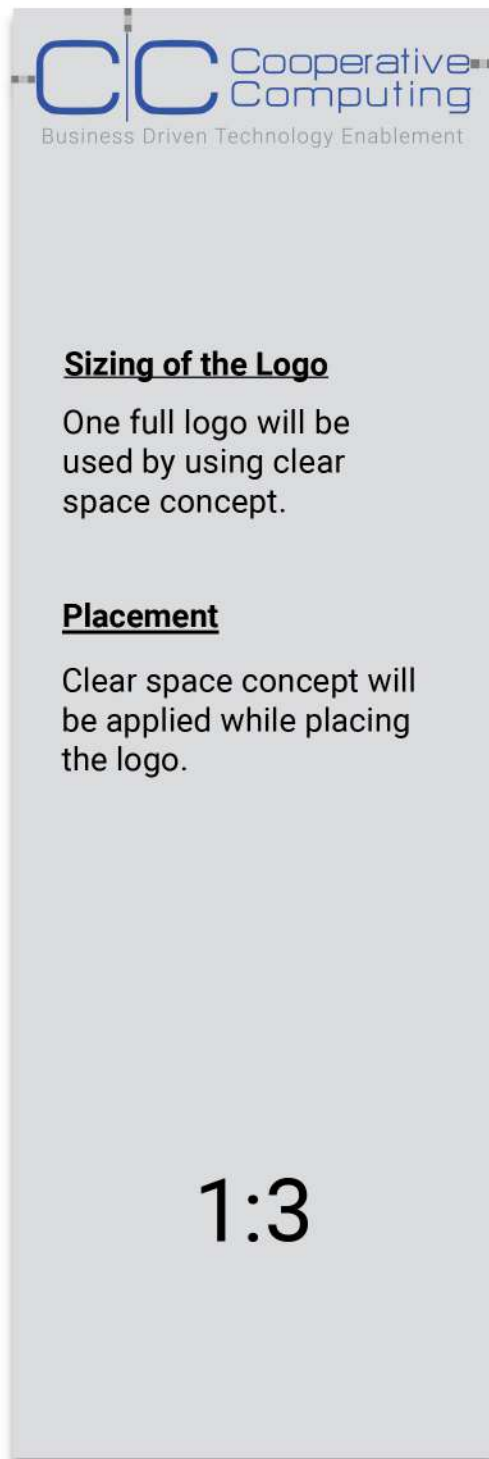 CC Cooperative
Computing
Business Driven Technology Enablement
Sizing of the Logo
One full logo will be
used by using clear
space concept.
Placement
Clear space concept will
be applied while placing
the logo.
1:3